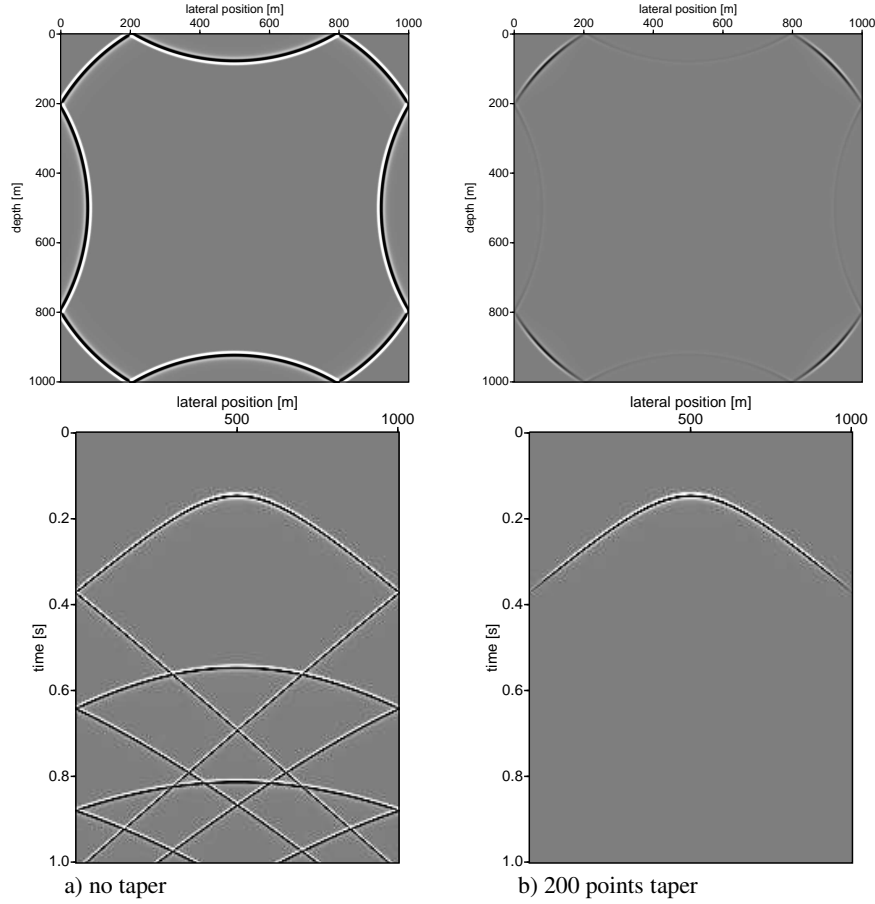 lateral position [m]
0 200 400 600 800 1000
0
200
400
600
800
1000
depth [m]
lateral position [m]
0 200 400 600 800 1000
0
200
400
600
800
1000
depth [m]
lateral position [m]
500 1000
0
0.2
0.4
0.6
0.8
1.0
time [s]
lateral position [m]
500 1000
0
0.2
0.4
0.6
0.8
1.0
time [s]
a) no taper
b) 200 points taper